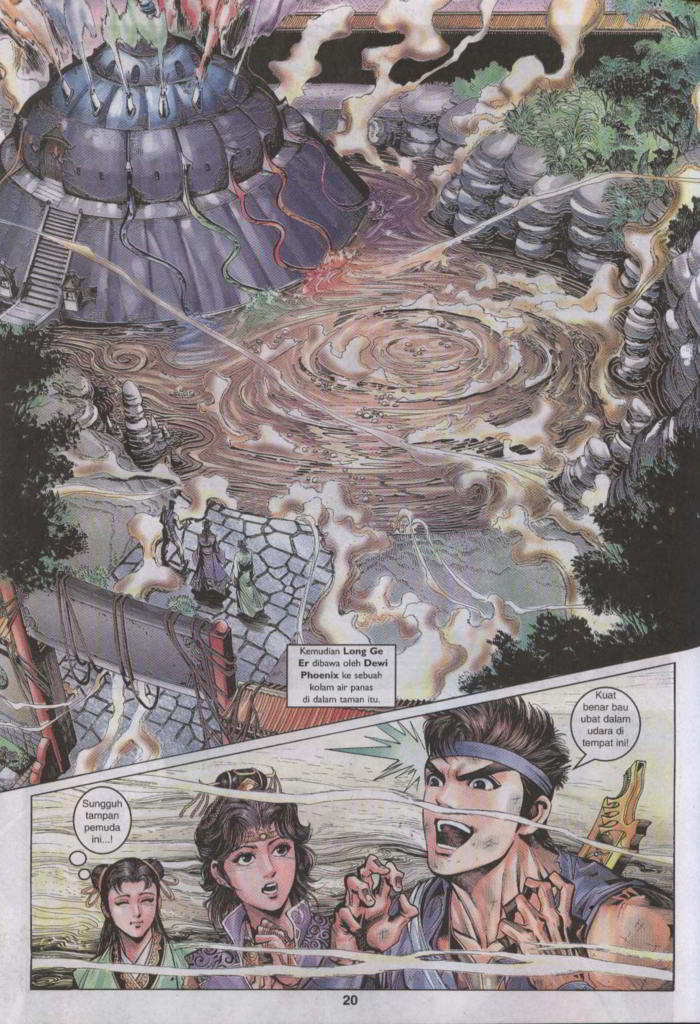 Kemudian Long Ge
Er dibawa oleh Dewi
Phoenix ke sebuah
kolam air panas
di dalam taman itu.
Kuat
benar bau
ubat dalam
udara di
tempat ini!
Sungguh
tampan
pemuda
ini...!
20